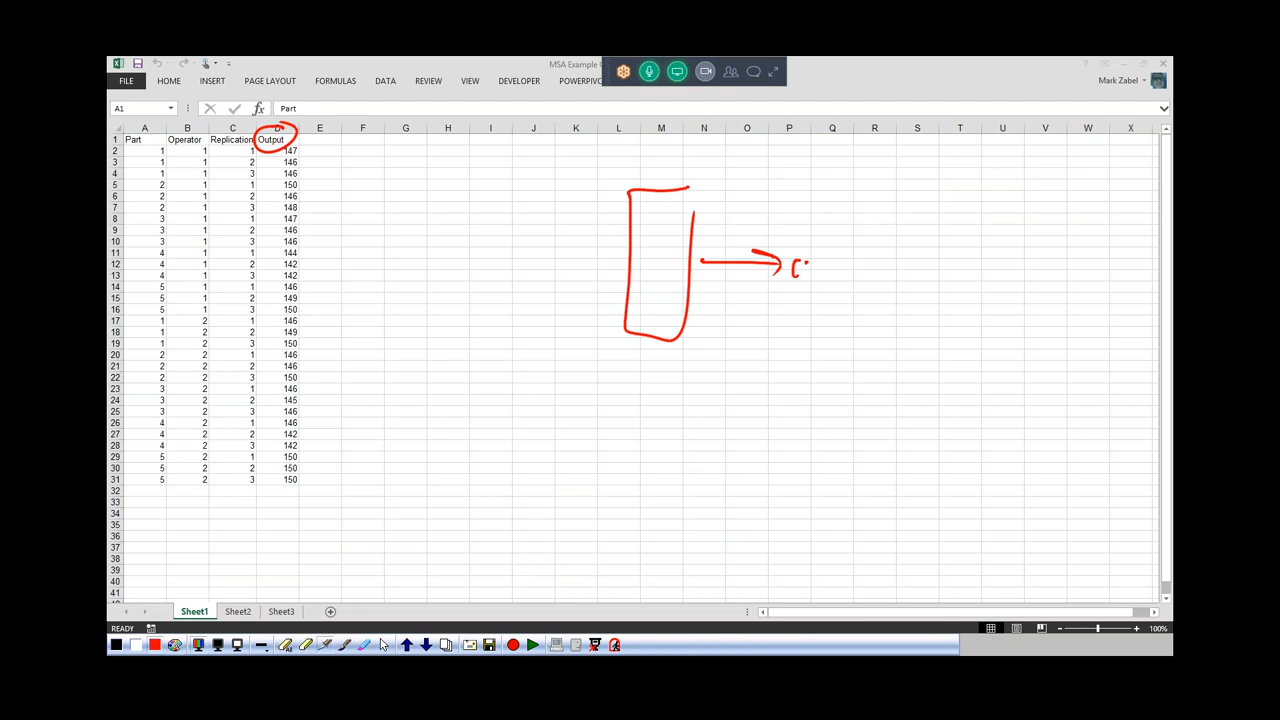 MSA Example
Mark Zabel
FILE HOME INSERT PAGE LAYOUT FORMULAS DATA REVIEW VIEW DEVELOPER POWERPIV
A1 fx Part
A B C D E F G H I J K L M N O P Q R S T U V W X
1 Part Operator Replication Output
2 1 1 1 147
3 1 1 2 146
4 1 1 3 146
5 2 1 1 150
6 2 1 2 146
7 2 1 3 148
8 3 1 1 147
9 3 1 2 146
10 3 1 3 146
11 4 1 1 144
12 4 1 2 142
13 4 1 3 142
14 5 1 1 146
15 5 1 2 149
16 5 1 3 150
17 1 2 1 146
18 1 2 2 149
19 1 2 3 150
20 2 2 1 146
21 2 2 2 146
22 2 2 3 150
23 3 2 1 146
24 3 2 2 145
25 3 2 3 146
26 4 2 1 146
27 4 2 2 142
28 4 2 3 142
29 5 2 1 150
30 5 2 2 150
31 5 2 3 150
32
33
34
35
36
37
38
39
40
41
Sheet1 Sheet2 Sheet3
READY 100%